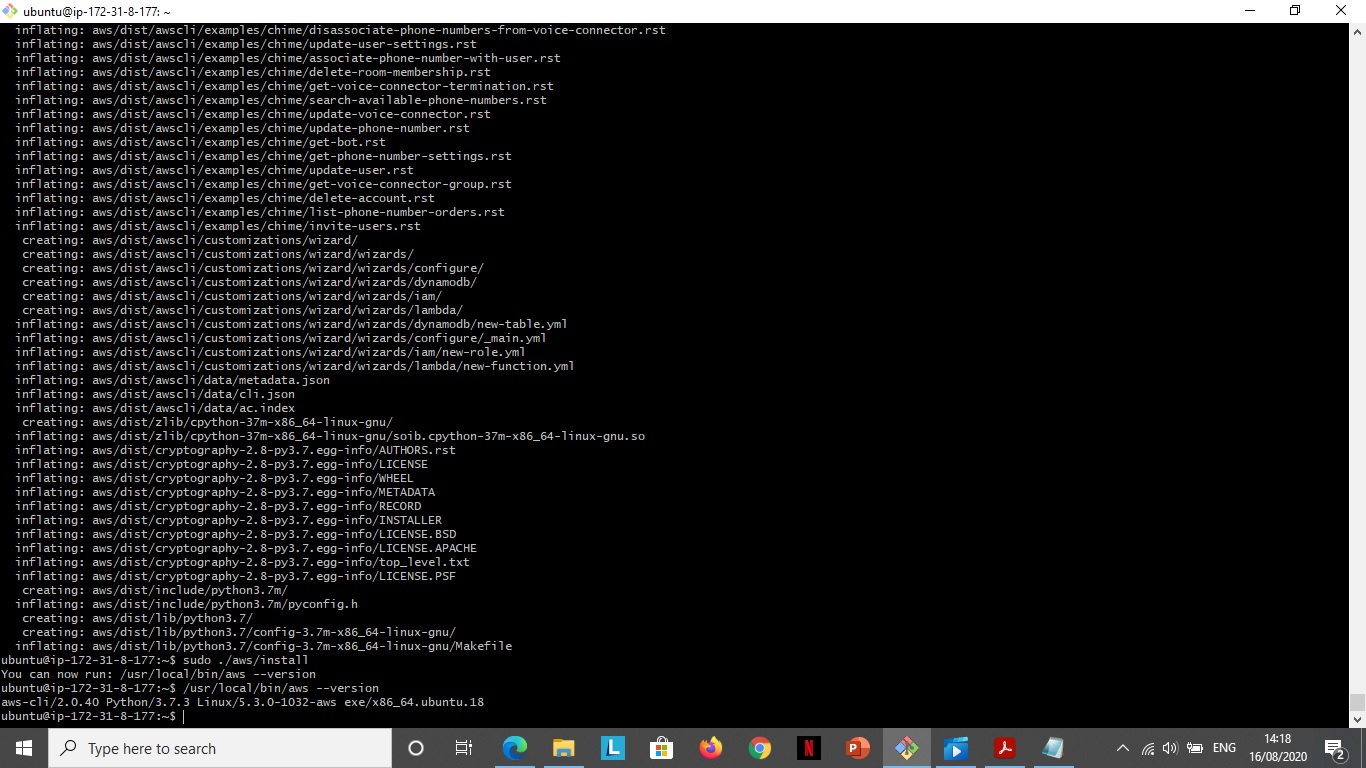 ubuntu@ip-172-31-8-177: ~
inflating: aws/dist/awscli/examples/chime/disassociate-phone-numbers-from-voice-connector.rst
inflating: aws/dist/awscli/examples/chime/update-user-settings.rst
inflating: aws/dist/awscli/examples/chime/associate-phone-number-with-user.rst
inflating: aws/dist/awscli/examples/chime/delete-room-membership.rst
inflating: aws/dist/awscli/examples/chime/get-voice-connector-termination.rst
inflating: aws/dist/awscli/examples/chime/search-available-phone-numbers.rst
inflating: aws/dist/awscli/examples/chime/update-voice-connector.rst
inflating: aws/dist/awscli/examples/chime/update-phone-number.rst
inflating: aws/dist/awscli/examples/chime/get-bot.rst
inflating: aws/dist/awscli/examples/chime/get-phone-number-settings.rst
inflating: aws/dist/awscli/examples/chime/update-user.rst
inflating: aws/dist/awscli/examples/chime/get-voice-connector-group.rst
inflating: aws/dist/awscli/examples/chime/delete-account.rst
inflating: aws/dist/awscli/examples/chime/list-phone-number-orders.rst
inflating: aws/dist/awscli/examples/chime/invite-users.rst
creating: aws/dist/awscli/customizations/wizard/
creating: aws/dist/awscli/customizations/wizard/wizards/
creating: aws/dist/awscli/customizations/wizard/wizards/configure/
creating: aws/dist/awscli/customizations/wizard/wizards/dynamodb/
creating: aws/dist/awscli/customizations/wizard/wizards/iam/
creating: aws/dist/awscli/customizations/wizard/wizards/lambda/
inflating: aws/dist/awscli/customizations/wizard/wizards/dynamodb/new-table.yml
inflating: aws/dist/awscli/customizations/wizard/wizards/configure/_main.yml
inflating: aws/dist/awscli/customizations/wizard/wizards/iam/new-role.yml
inflating: aws/dist/awscli/customizations/wizard/wizards/lambda/new-function.yml
inflating: aws/dist/awscli/data/metadata.json
inflating: aws/dist/awscli/data/cli.json
inflating: aws/dist/awscli/data/ac.index
creating: aws/dist/zlib/cpython-37m-x86_64-linux-gnu/
inflating: aws/dist/zlib/cpython-37m-x86_64-linux-gnu/soib.cpython-37m-x86_64-linux-gnu.so
inflating: aws/dist/cryptography-2.8-py3.7.egg-info/AUTHORS.rst
inflating: aws/dist/cryptography-2.8-py3.7.egg-info/LICENSE
inflating: aws/dist/cryptography-2.8-py3.7.egg-info/WHEEL
inflating: aws/dist/cryptography-2.8-py3.7.egg-info/METADATA
inflating: aws/dist/cryptography-2.8-py3.7.egg-info/RECORD
inflating: aws/dist/cryptography-2.8-py3.7.egg-info/INSTALLER
inflating: aws/dist/cryptography-2.8-py3.7.egg-info/LICENSE.BSD
inflating: aws/dist/cryptography-2.8-py3.7.egg-info/LICENSE.APACHE
inflating: aws/dist/cryptography-2.8-py3.7.egg-info/top_level.txt
inflating: aws/dist/cryptography-2.8-py3.7.egg-info/LICENSE.PSF
creating: aws/dist/include/python3.7m/
inflating: aws/dist/include/python3.7m/pyconfig.h
creating: aws/dist/lib/python3.7/
creating: aws/dist/lib/python3.7/config-3.7m-x86_64-linux-gnu/
inflating: aws/dist/lib/python3.7/config-3.7m-x86_64-linux-gnu/Makefile
ubuntu@ip-172-31-8-177:~$ sudo ./aws/install
You can now run: /usr/local/bin/aws --version
ubuntu@ip-172-31-8-177:~$ /usr/local/bin/aws --version
aws-cli/2.0.40 Python/3.7.3 Linux/5.3.0-1032-aws exe/x86_64.ubuntu.18
ubuntu@ip-172-31-8-177:~$
Type here to search
L
N
P
ENG
14:18
16/08/2020
2